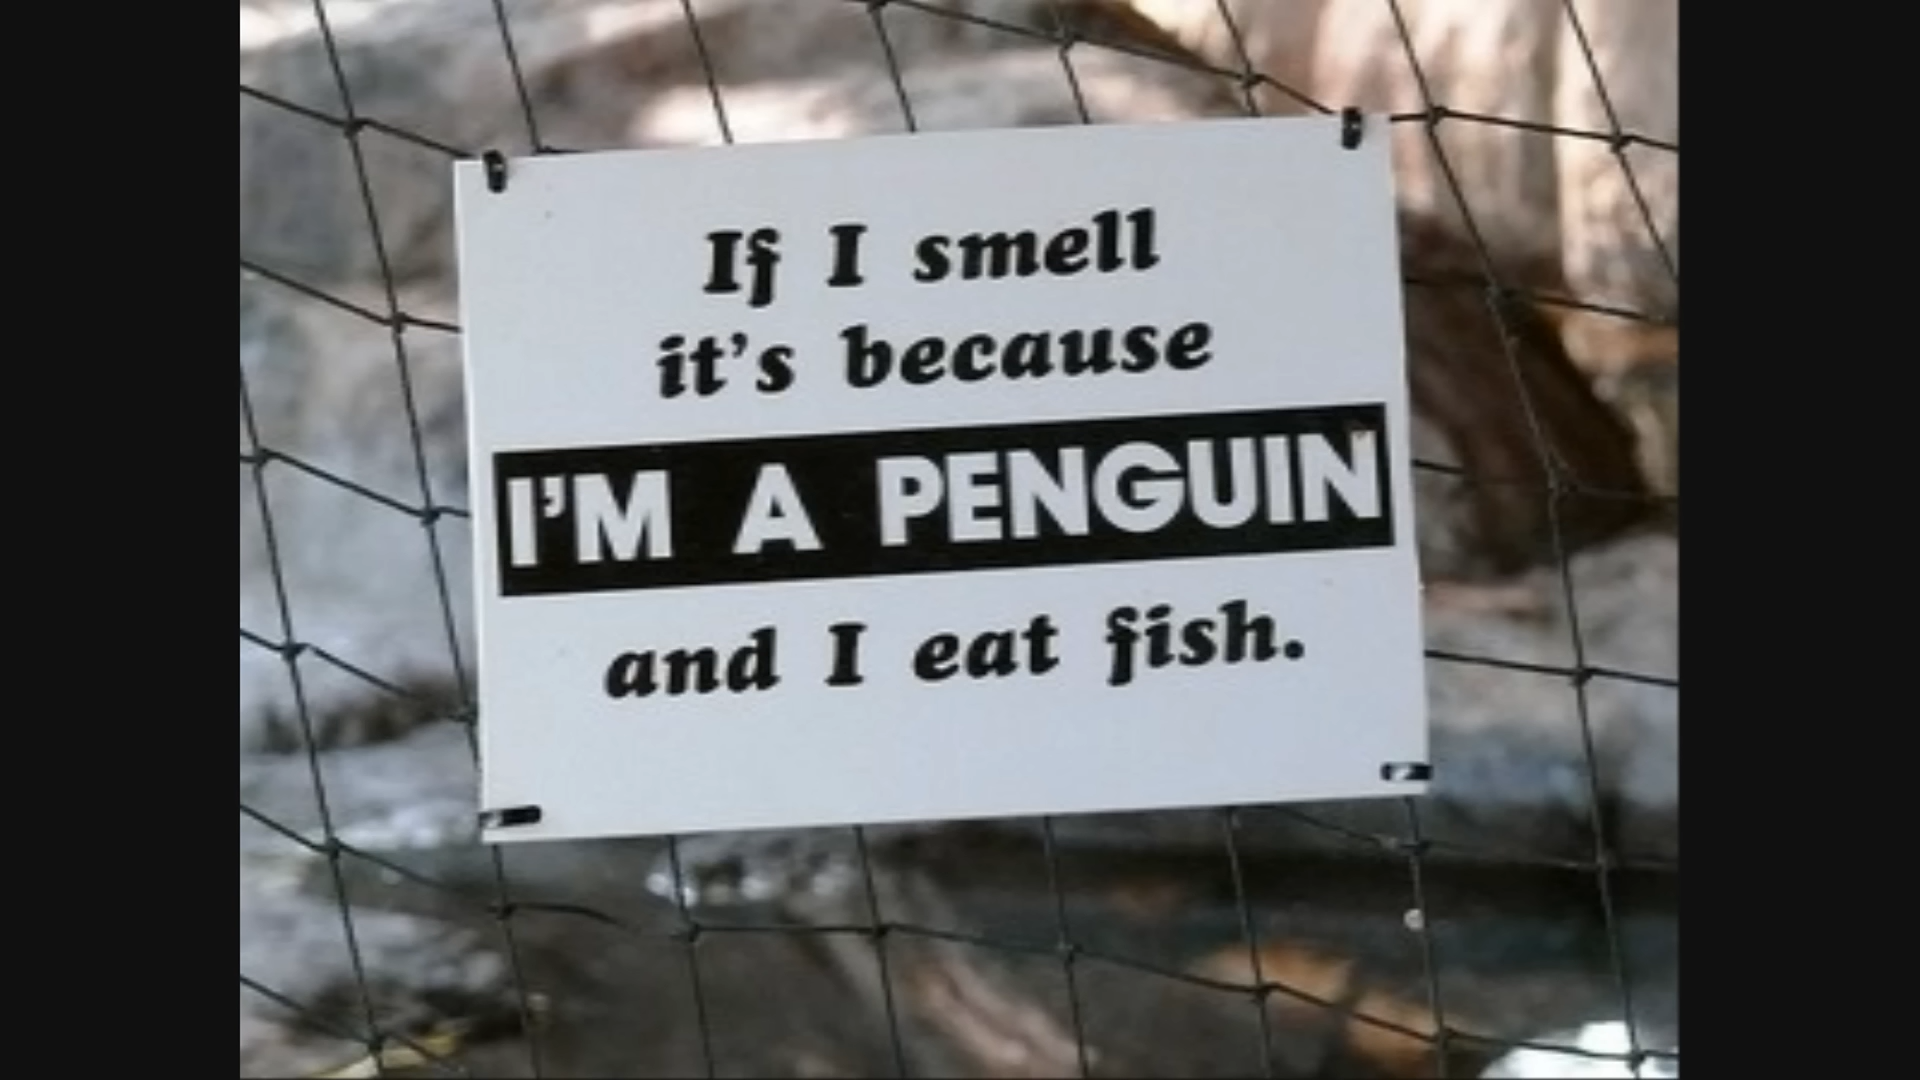 If I smell
it's because
I'M A PENGUIN
and I eat fish.